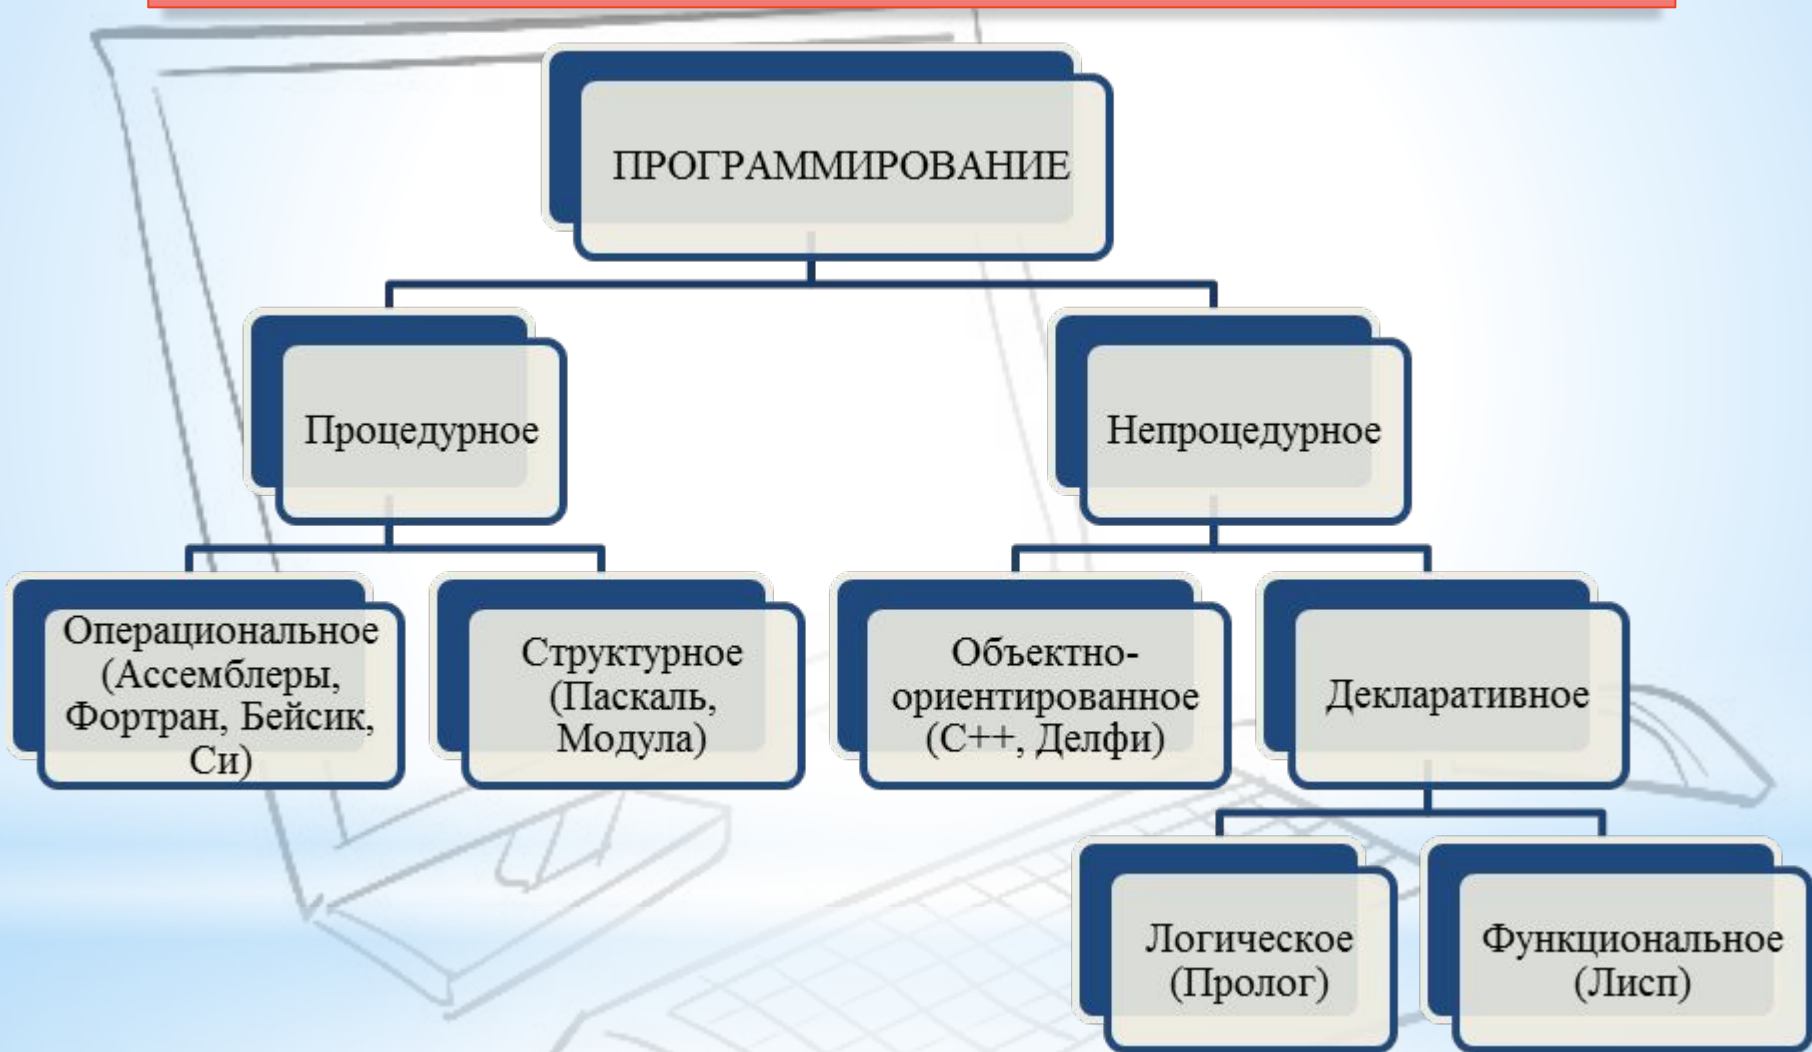 ПРОГРАММИРОВАНИЕ
Процедурное
Непроцедурное
Операциональное
(Ассемблеры,
Фортран, Бейсик,
Си)
Структурное
(Паскаль,
Модула)
Объектно-
ориентированное
(С++, Делфи)
Декларативное
Логическое
(Пролог)
Функциональное
(Лисп)